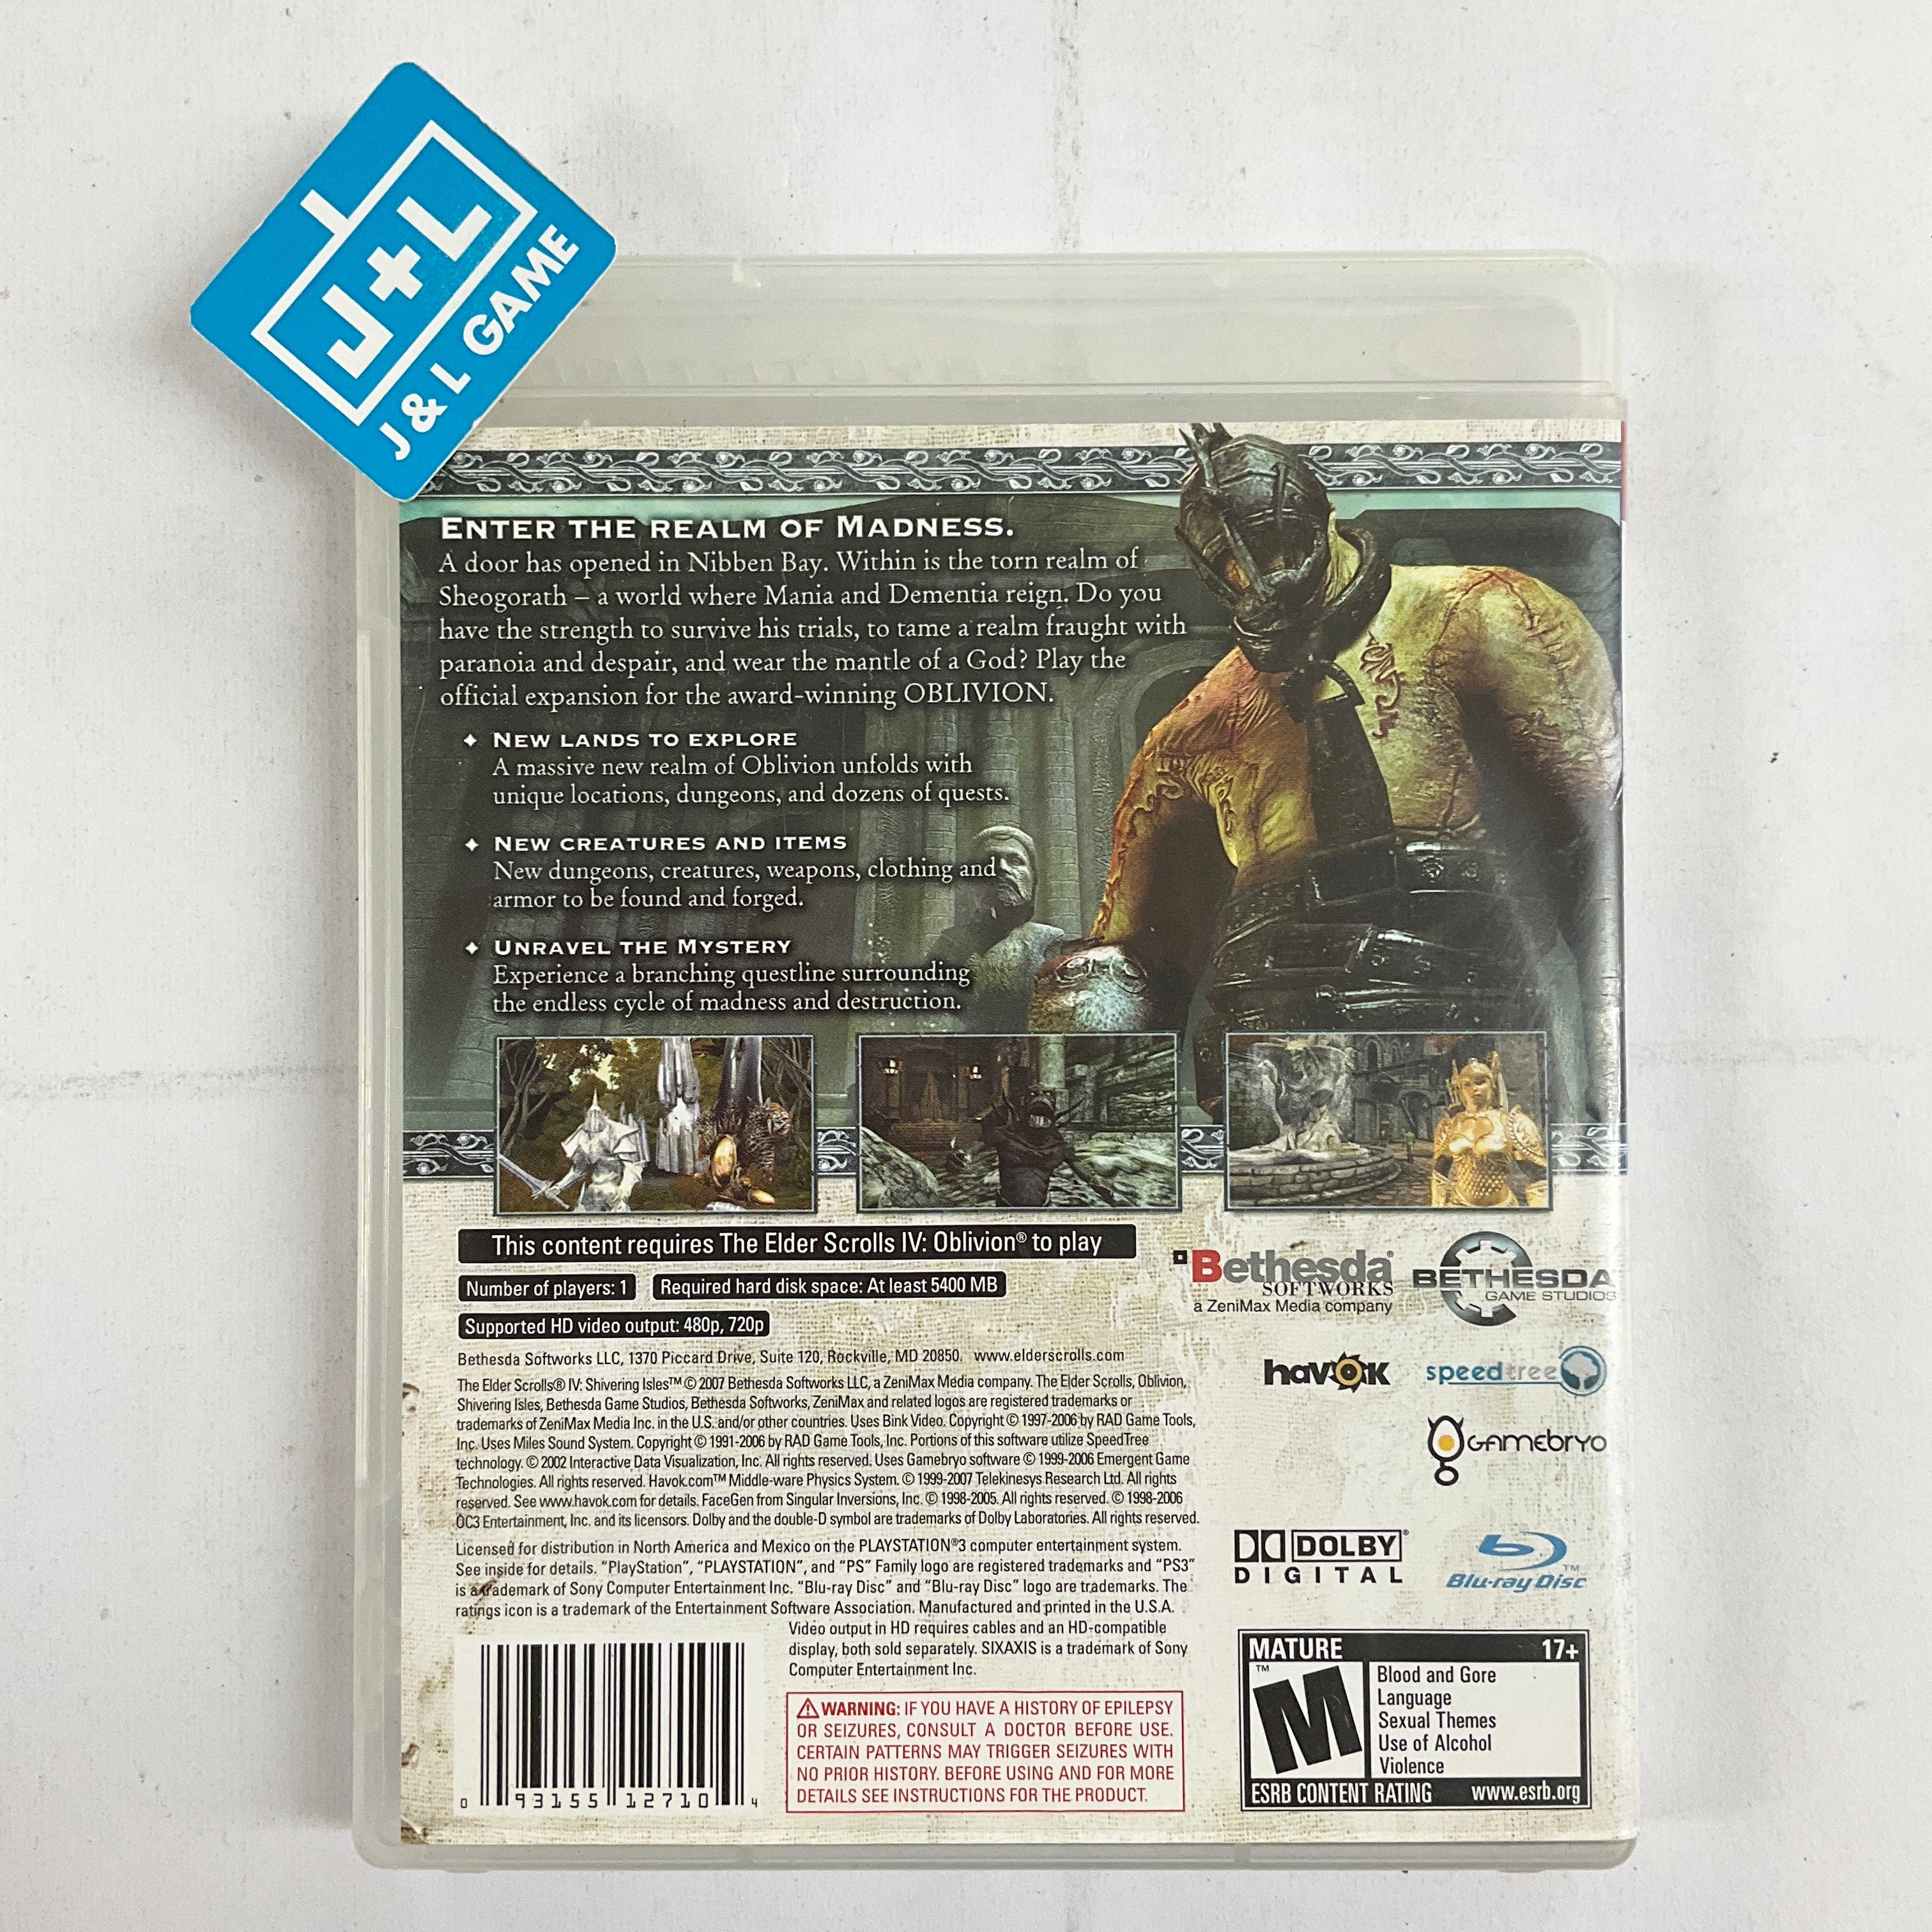 J+L
J & L GAME
ENTER THE REALM OF MADNESS.
A door has opened in Nibben Bay. Within is the torn realm of
Sheogorath – a world where Mania and Dementia reign. Do you
have the strength to survive his trials, to tame a realm fraught with
paranoia and despair, and wear the mantle of a God? Play the
official expansion for the award-winning OBLIVION.
◆ NEW LANDS TO EXPLORE
A massive new realm of Oblivion unfolds with
unique locations, dungeons, and dozens of quests.
◆ NEW CREATURES AND ITEMS
New dungeons, creatures, weapons, clothing and
armor to be found and forged.
◆ UNRAVEL THE MYSTERY
Experience a branching questline surrounding
the endless cycle of madness and destruction.
This content requires The Elder Scrolls IV: Oblivion® to play
Number of players: 1
Required hard disk space: At least 5400 MB
Supported HD video output: 480p, 720p
Bethesda®
SOFTWORKS
a ZeniMax Media company
BETHESDA
GAME STUDIOS
havok
speedtree
Gamebryo
Bethesda Softworks LLC, 1370 Piccard Drive, Suite 120, Rockville, MD 20850. www.elderscrolls.com
The Elder Scrolls® IV: Shivering Isles™ © 2007 Bethesda Softworks LLC, a ZeniMax Media company. The Elder Scrolls, Oblivion,
Shivering Isles, Bethesda Game Studios, Bethesda Softworks, ZeniMax and related logos are registered trademarks or
trademarks of ZeniMax Media Inc. in the U.S. and/or other countries. Uses Bink Video. Copyright © 1997-2006 by RAD Game Tools,
Inc. Uses Miles Sound System. Copyright © 1991-2006 by RAD Game Tools, Inc. Portions of this software utilize SpeedTree
technology. © 2002 Interactive Data Visualization, Inc. All rights reserved. Uses Gamebryo software © 1999-2006 Emergent Game
Technologies. All rights reserved. Havok.com™ Middle-ware Physics System. © 1999-2007 Telekinesys Research Ltd. All rights
reserved. See www.havok.com for details. FaceGen from Singular Inversions, Inc. © 1998-2005. All rights reserved. © 1998-2006
OC3 Entertainment, Inc. and its licensors. Dolby and the double-D symbol are trademarks of Dolby Laboratories. All rights reserved.
Licensed for distribution in North America and Mexico on the PLAYSTATION®3 computer entertainment system.
See inside for details. "PlayStation", "PLAYSTATION", and "PS" Family logo are registered trademarks and "PS3"
is a trademark of Sony Computer Entertainment Inc. "Blu-ray Disc" and "Blu-ray Disc" logo are trademarks. The
ratings icon is a trademark of the Entertainment Software Association. Manufactured and printed in the U.S.A.
Video output in HD requires cables and an HD-compatible
display, both sold separately. SIXAXIS is a trademark of Sony
Computer Entertainment Inc.
DOLBY®
DIGITAL
Blu-ray Disc™
⚠WARNING: IF YOU HAVE A HISTORY OF EPILEPSY
OR SEIZURES, CONSULT A DOCTOR BEFORE USE.
CERTAIN PATTERNS MAY TRIGGER SEIZURES WITH
NO PRIOR HISTORY. BEFORE USING AND FOR MORE
DETAILS SEE INSTRUCTIONS FOR THE PRODUCT.
0 93155 12710 4
MATURE 17+
M™
Blood and Gore
Language
Sexual Themes
Use of Alcohol
Violence
ESRB CONTENT RATING www.esrb.org